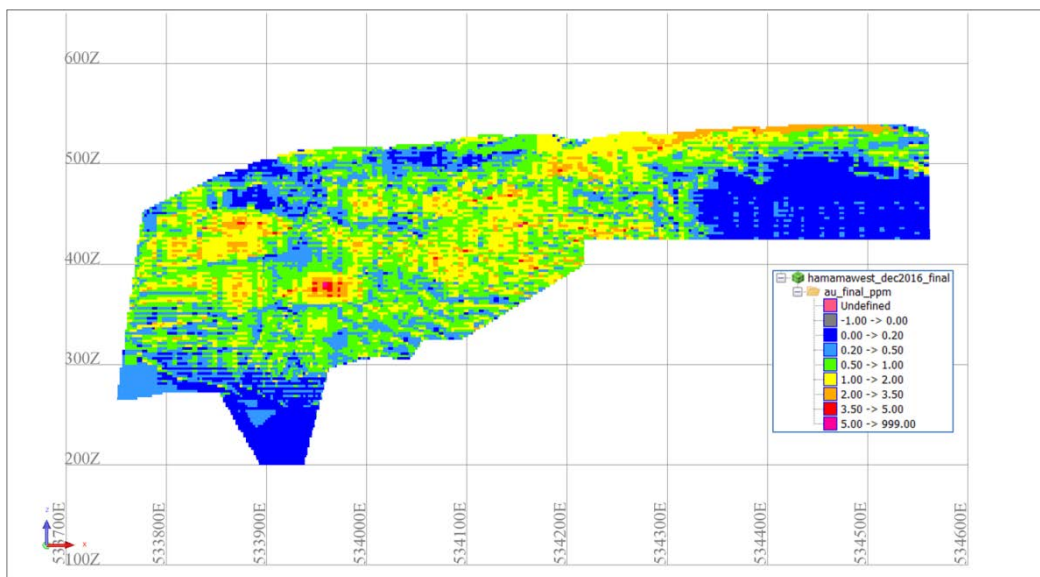 600Z
500Z
400Z
300Z
200Z
100Z
533700E
533800E
533900E
534000E
534100E
534200E
534300E
534400E
534500E
534600E
z
x
hamamawest_dec2016_final
au_final_ppm
Undefined
-1.00 -> 0.00
0.00 -> 0.20
0.20 -> 0.50
0.50 -> 1.00
1.00 -> 2.00
2.00 -> 3.50
3.50 -> 5.00
5.00 -> 999.00